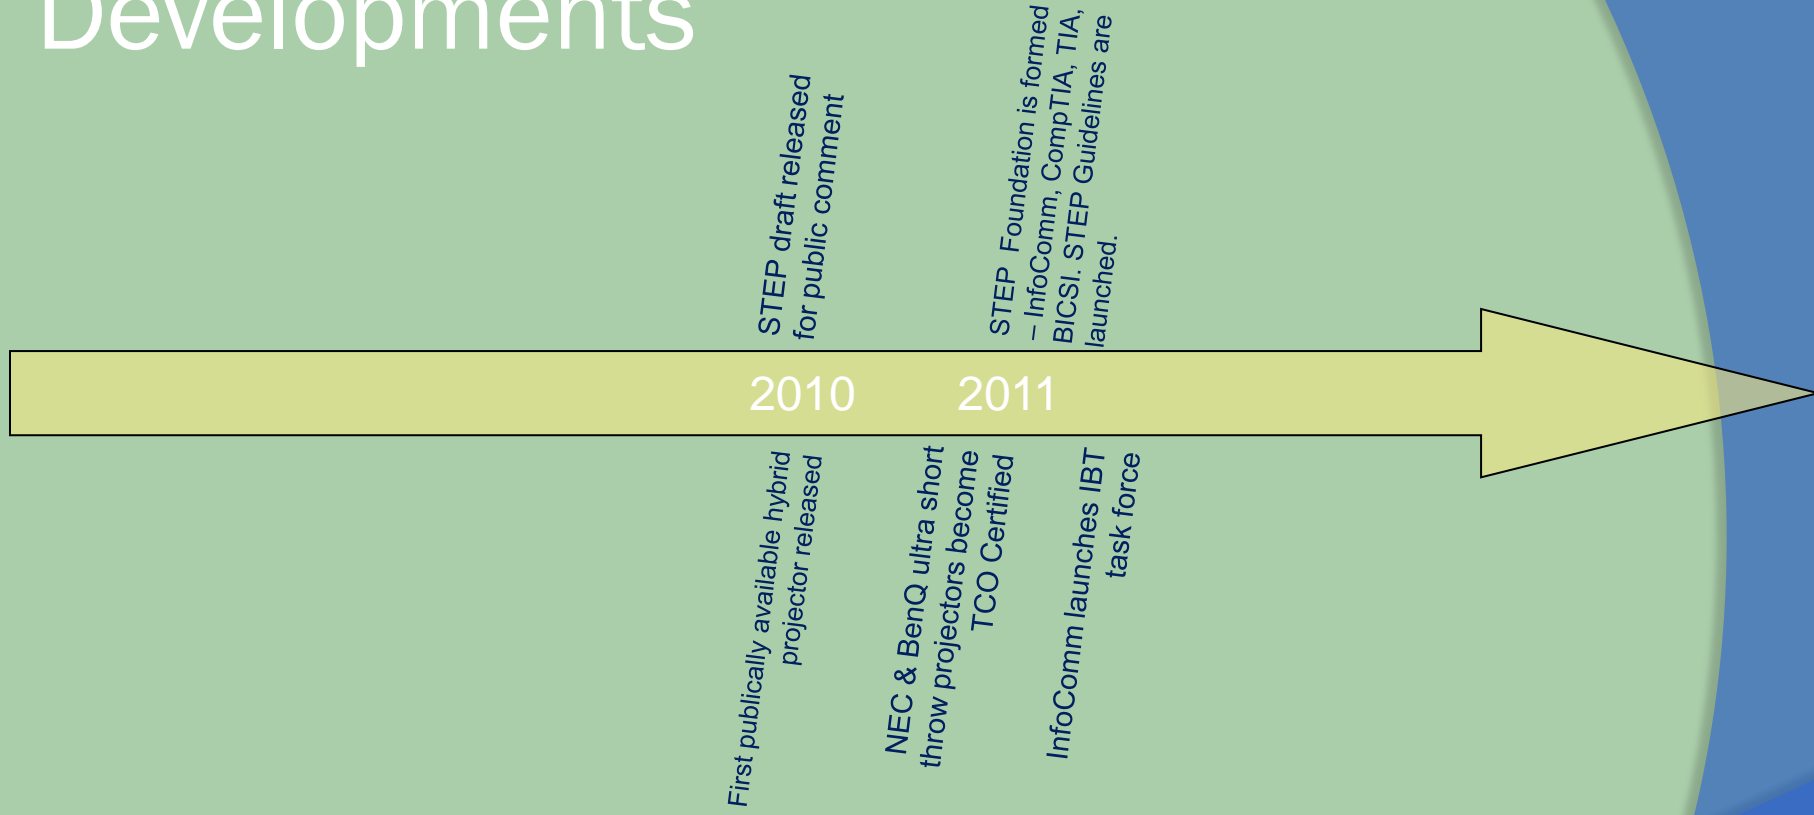 Developments
STEP draft released
for public comment
STEP Foundation is formed
– InfoComm, CompTIA, TIA,
BICSI. STEP Guidelines are
launched.
2010
2011
First publically available hybrid
projector released
NEC & BenQ ultra short
throw projectors become
TCO Certified
InfoComm launches IBT
task force